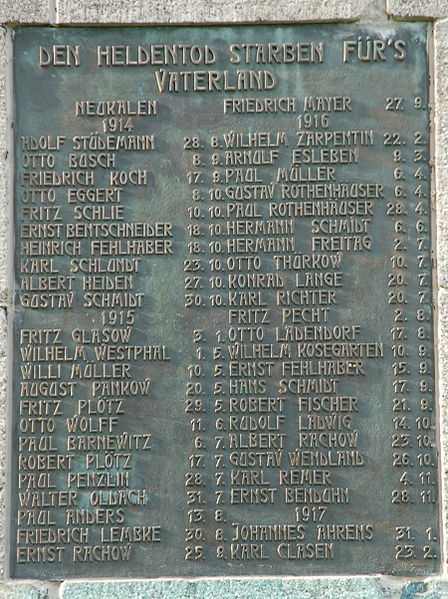 DEN HELDENTOD STARBEN FÜR'S
VATERLAND
NEUKALEN
1914
ADOLF STÜDEMANN 28. 8.
OTTO BUSCH 8. 9.
FRIEDRICH KOCH 17. 9.
OTTO EGGERT 8. 10.
FRITZ SCHLIE 10. 10.
ERNST BENTSCHNEIDER 18. 10.
HEINRICH FEHLHABER 18. 10.
KARL SCHLUNDT 23. 10.
ALBERT HEIDEN 27. 10.
GUSTAV SCHMIDT 30. 10.
1915
FRITZ GLASOW 3. 1.
WILHELM WESTPHAL 1. 5.
WILLI MÜLLER 10. 5.
AUGUST PANKOW 20. 5.
FRITZ PLÖTZ 29. 5.
OTTO WOLFF 11. 6.
PAUL BARNEWITZ 6. 7.
ROBERT PLÖTZ 17. 7.
PAUL PENZLIN 28. 7.
WALTER OLDACH 31. 7.
PAUL ANDERS 13. 8.
FRIEDRICH LEMBKE 30. 8.
ERNST RACHOW 25. 9.
FRIEDRICH MAYER 27. 9.
1916
WILHELM ZARPENTIN 22. 2.
ARNULF ESLEBEN 9. 3.
PAUL MÜLLER 6. 4.
GUSTAV ROTHENHÄUSER 6. 4.
PAUL ROTHENHÄUSER 28. 4.
HERMANN SCHMIDT 6. 6.
HERMANN FREITAG 2. 7.
OTTO THÜRKOW 10. 7.
KONRAD LANGE 20. 7.
KARL RICHTER 20. 7.
FRITZ PECHT 2. 8.
OTTO LADENDORF 17. 8.
WILHELM KOSEGARTEN 10. 9.
ERNST FEHLHABER 15. 9.
HANS SCHMIDT 17. 9.
ROBERT FISCHER 21. 9.
RUDOLF LADWIG 14. 10.
ALBERT RACHOW 23. 10.
GUSTAV WENDLAND 26. 10.
KARL REMER 4. 11.
ERNST BENDUHN 28. 11.
1917
JOHANNES AHRENS 31. 1.
KARL CLASEN 23. 2.